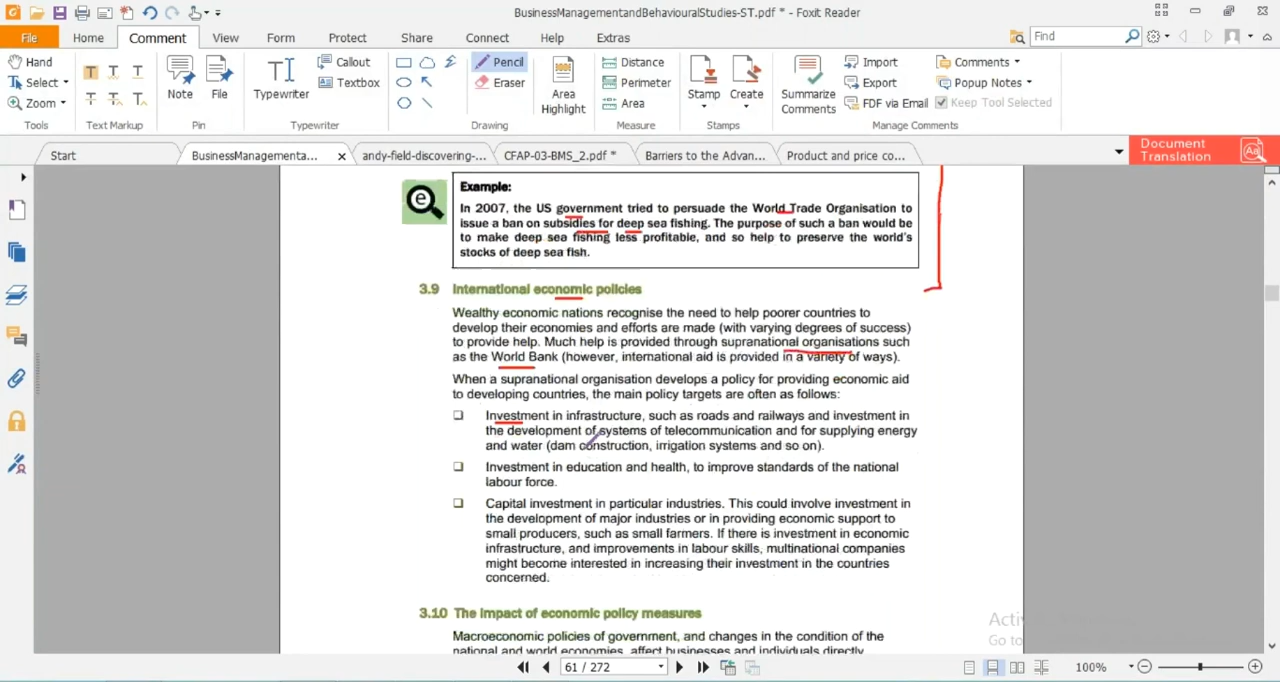 BusinessManagementandBehaviouralStudies-ST.pdf * - Foxit Reader
File Home Comment View Form Protect Share Connect Help Extras
Find
Hand
Select
Zoom
Tools
Text Markup
Note
File
Pin
Typewriter
Callout
Textbox
Typewriter
Pencil
Eraser
Area
Highlight
Drawing
Distance
Perimeter
Area
Measure
Stamp
Create
Stamps
Summarize
Comments
Import
Export
FDF via Email
Comments
Popup Notes
Keep Tool Selected
Manage Comments
Start
BusinessManagementa...
andy-field-discovering-...
CFAP-03-BMS_2.pdf *
Barriers to the Advan...
Product and price co...
Document
Translation
Example:
In 2007, the US government tried to persuade the World Trade Organisation to
issue a ban on subsidies for deep sea fishing. The purpose of such a ban would be
to make deep sea fishing less profitable, and so help to preserve the world's
stocks of deep sea fish.
3.9 International economic policies
Wealthy economic nations recognise the need to help poorer countries to
develop their economies and efforts are made (with varying degrees of success)
to provide help. Much help is provided through supranational organisations such
as the World Bank (however, international aid is provided in a variety of ways).
When a supranational organisation develops a policy for providing economic aid
to developing countries, the main policy targets are often as follows:
Investment in infrastructure, such as roads and railways and investment in
the development of systems of telecommunication and for supplying energy
and water (dam construction, irrigation systems and so on).
Investment in education and health, to improve standards of the national
labour force.
Capital investment in particular industries. This could involve investment in
the development of major industries or in providing economic support to
small producers, such as small farmers. If there is investment in economic
infrastructure, and improvements in labour skills, multinational companies
might become interested in increasing their investment in the countries
concerned.
3.10 The impact of economic policy measures
Macroeconomic policies of government, and changes in the condition of the
national and world economies, affect businesses and individuals directly
Acti
Go to
61 / 272
100%